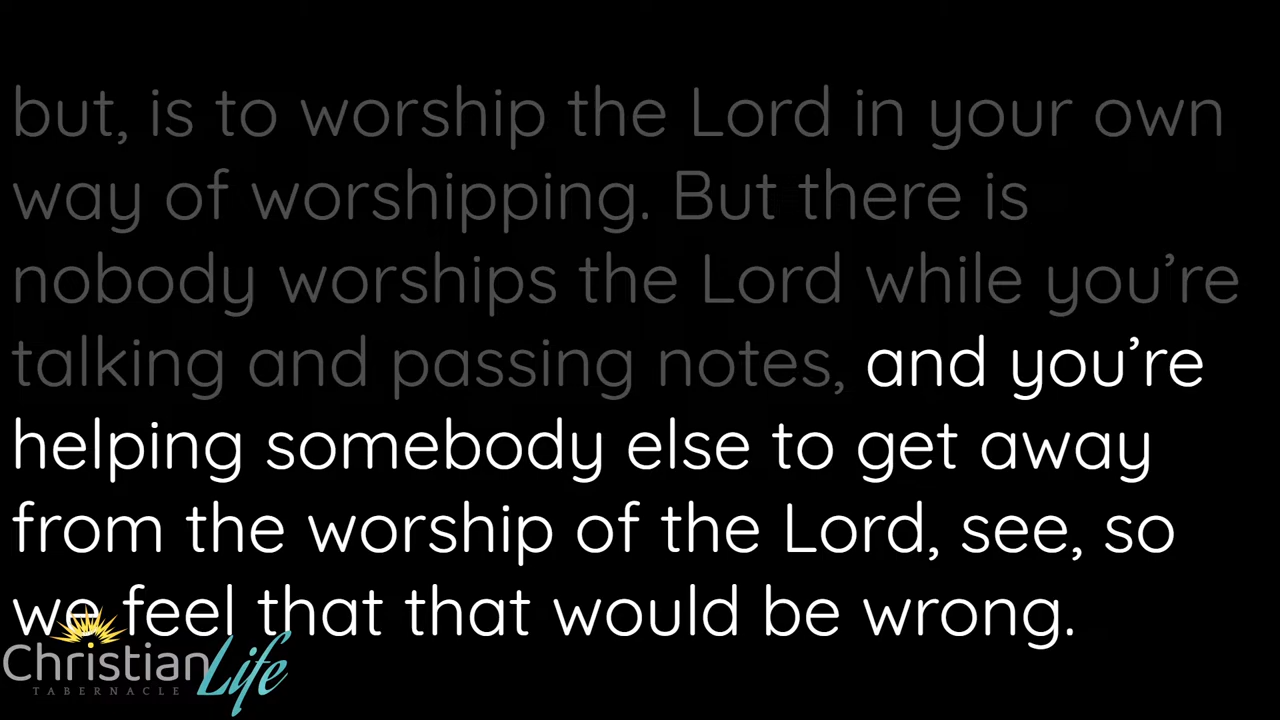 but, is to worship the Lord in your own
way of worshipping. But there is
nobody worships the Lord while you’re
talking and passing notes, and you’re
helping somebody else to get away
from the worship of the Lord, see, so
we feel that that would be wrong.
Christian Life
TABERNACLE